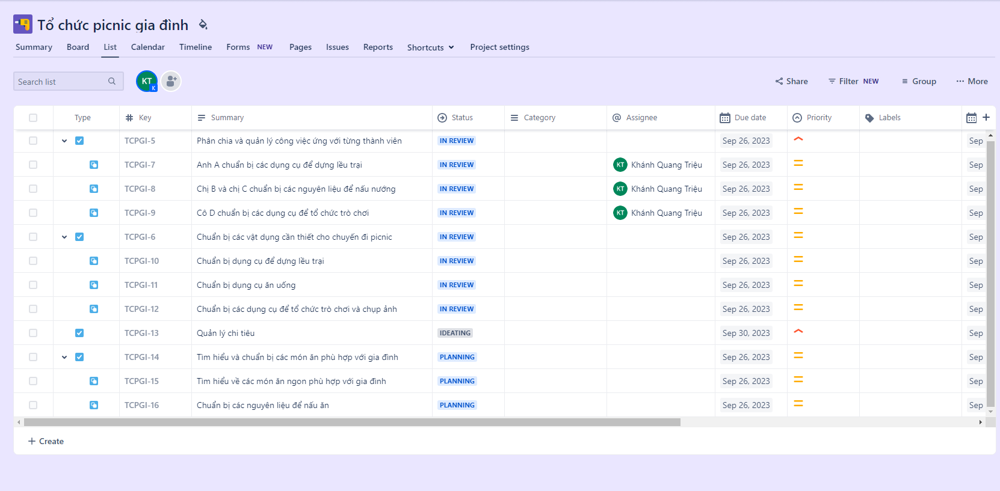 Tổ chức picnic gia đình
Summary Board List Calendar Timeline Forms NEW Pages Issues Reports Shortcuts Project settings
Search list KT K Share Filter NEW Group More
Type Key Summary Status Category Assignee Due date Priority Labels
TCPGI-5 Phân chia và quản lý công việc ứng với từng thành viên IN REVIEW Sep 26, 2023 Sep
TCPGI-7 Anh A chuẩn bị các dụng cụ để dựng lều trại IN REVIEW KT Khánh Quang Triệu Sep 26, 2023 Sep
TCPGI-8 Chị B và chị C chuẩn bị các nguyên liệu để nấu nướng IN REVIEW KT Khánh Quang Triệu Sep 26, 2023 Sep
TCPGI-9 Cô D chuẩn bị các dụng cụ để tổ chức trò chơi IN REVIEW KT Khánh Quang Triệu Sep 26, 2023 Sep
TCPGI-6 Chuẩn bị các vật dụng cần thiết cho chuyến đi picnic IN REVIEW Sep 26, 2023 Sep
TCPGI-10 Chuẩn bị dụng cụ để dựng lều trại IN REVIEW Sep 26, 2023 Sep
TCPGI-11 Chuẩn bị dụng cụ ăn uống IN REVIEW Sep 26, 2023 Sep
TCPGI-12 Chuẩn bị các dụng cụ để tổ chức trò chơi và chụp ảnh IN REVIEW Sep 26, 2023 Sep
TCPGI-13 Quản lý chi tiêu IDEATING Sep 30, 2023 Sep
TCPGI-14 Tìm hiểu và chuẩn bị các món ăn phù hợp với gia đình PLANNING Sep 26, 2023 Sep
TCPGI-15 Tìm hiểu về các món ăn ngon phù hợp với gia đình PLANNING Sep 26, 2023 Sep
TCPGI-16 Chuẩn bị các nguyên liệu để nấu ăn PLANNING Sep 26, 2023 Sep
+ Create